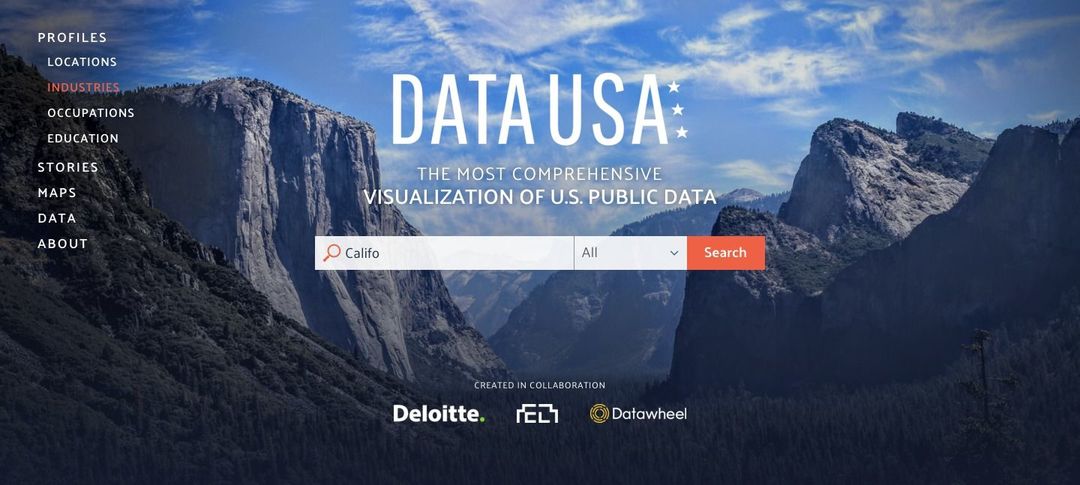 PROFILES
LOCATIONS
INDUSTRIES
OCCUPATIONS
EDUCATION
STORIES
MAPS
DATA
ABOUT
DATA USA
THE MOST COMPREHENSIVE
VISUALIZATION OF U.S. PUBLIC DATA
Califo All Search
CREATED IN COLLABORATION
Deloitte. Datawheel